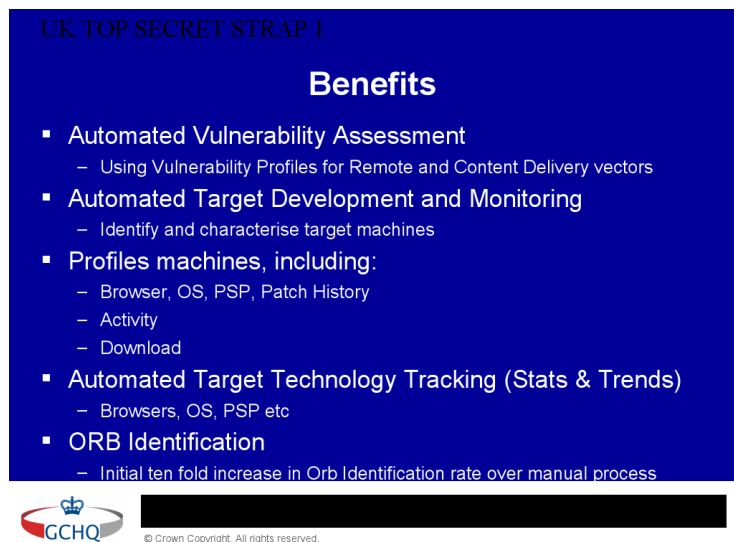 UK TOP SECRET STRAP 1
Benefits
▪ Automated Vulnerability Assessment
– Using Vulnerability Profiles for Remote and Content Delivery vectors
▪ Automated Target Development and Monitoring
– Identify and characterise target machines
▪ Profiles machines, including:
– Browser, OS, PSP, Patch History
– Activity
– Download
▪ Automated Target Technology Tracking (Stats & Trends)
– Browsers, OS, PSP etc
▪ ORB Identification
– Initial ten fold increase in Orb Identification rate over manual process
GCHQ
© Crown Copyright. All rights reserved.